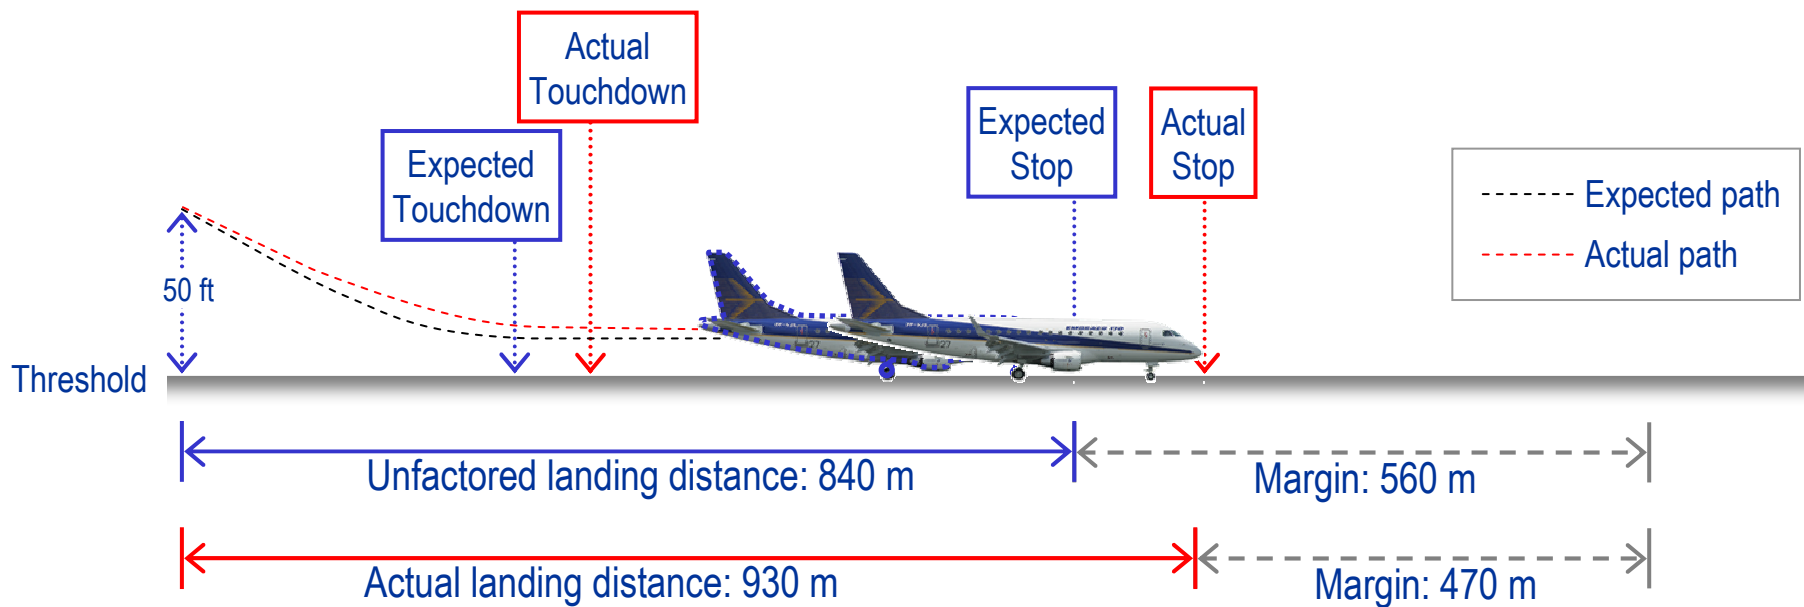 Actual
Touchdown
Expected
Touchdown
Expected
Stop
Actual
Stop
Expected path
Actual path
50 ft
Threshold
Unfactored landing distance: 840 m
Margin: 560 m
Actual landing distance: 930 m
Margin: 470 m